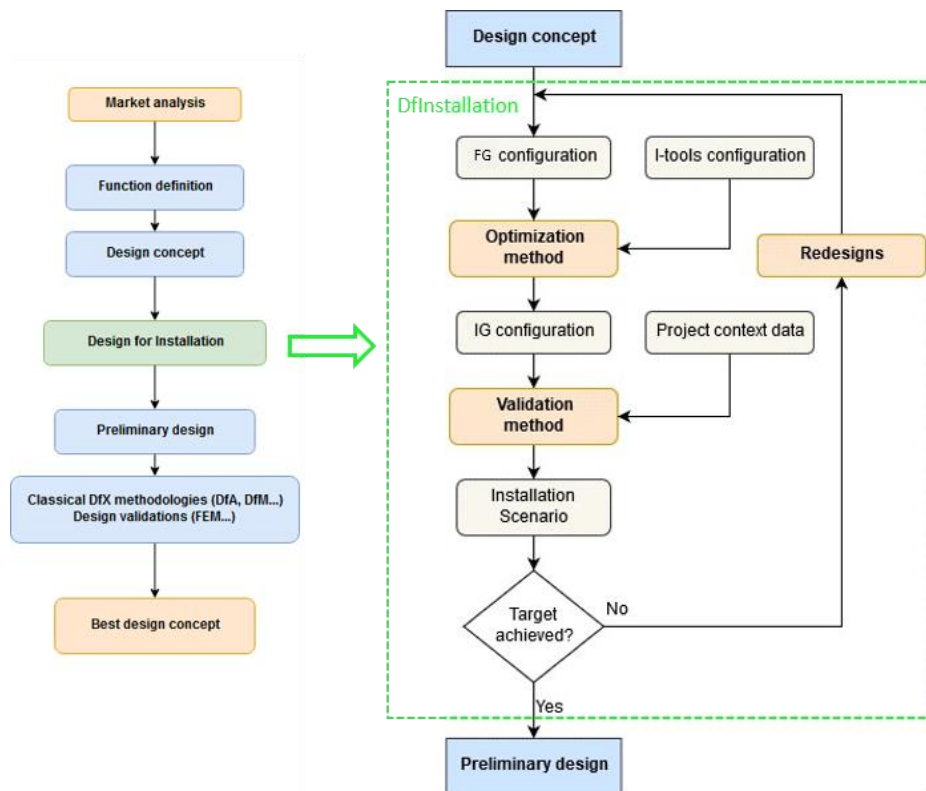 Market analysis
Function definition
Design concept
Design for Installation
Preliminary design
Classical DfX methodologies (DfA, DfM...)
Design validations (FEM...)
Best design concept
Design concept
DfInstallation
FG configuration
I-tools configuration
Optimization
method
Redesigns
IG configuration
Project context data
Validation
method
Installation
Scenario
Target
achieved?
No
Yes
Preliminary design